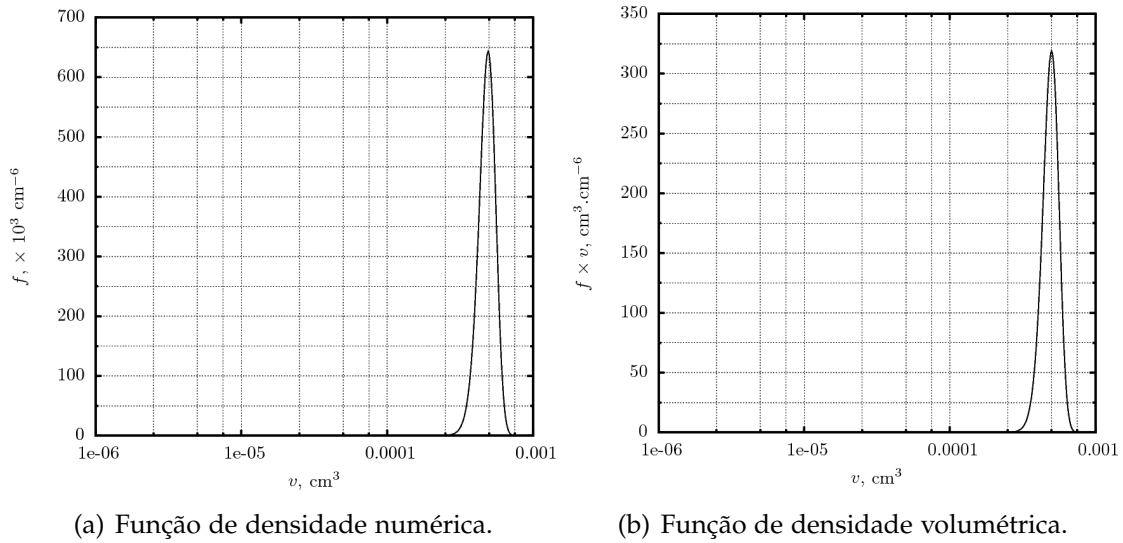 700
600
500
400
300
200
100
0
f, × 10³ cm⁻⁶
1e-06
1e-05
0.0001
0.001
v, cm³
(a) Função de densidade numérica.
350
300
250
200
150
100
50
0
f × v, cm³.cm⁻⁶
1e-06
1e-05
0.0001
0.001
v, cm³
(b) Função de densidade volumétrica.